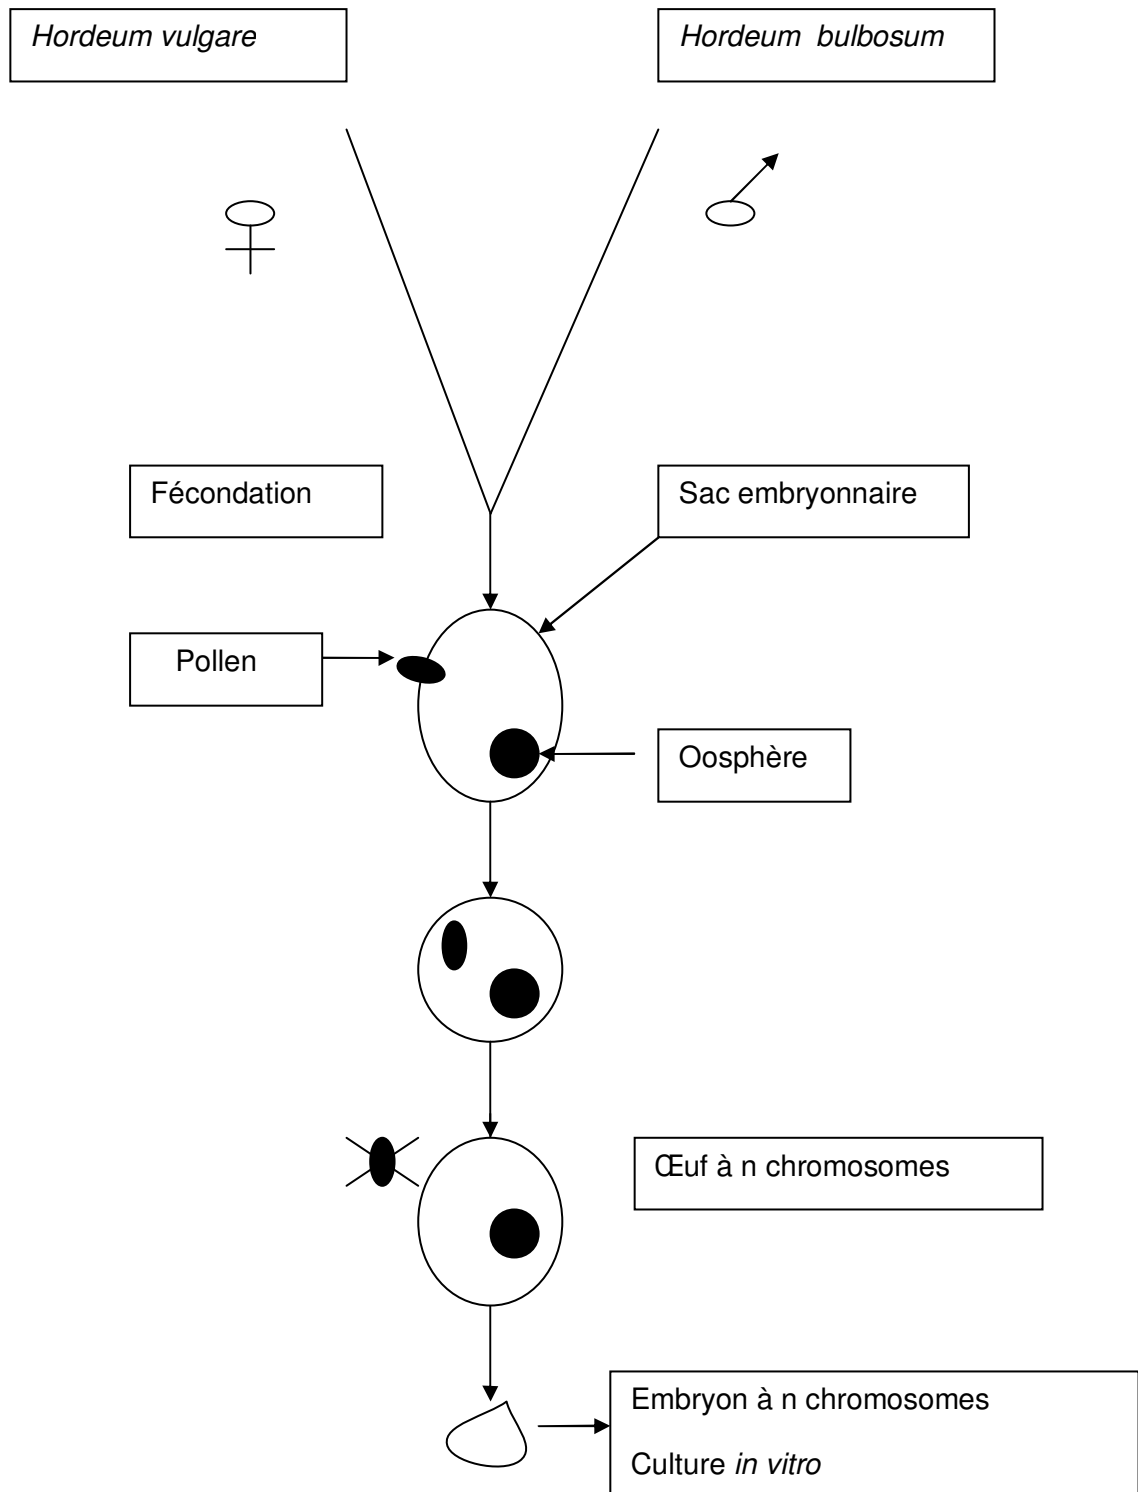 Hordeum vulgare
Hordeum bulbosum
Fécondation
Sac embryonnaire
Pollen
Oosphère
Œuf à n chromosomes
Embryon à n chromosomes
Culture in vitro